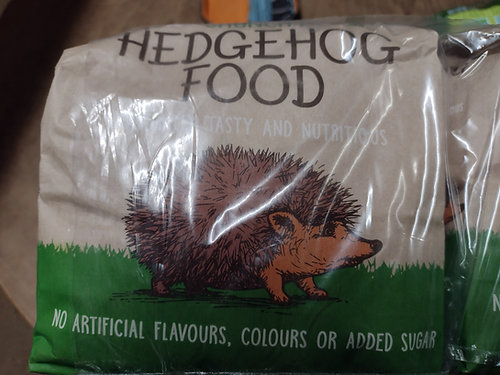 HEDGEHOG
FOOD
TASTY AND NUTRITIOUS
NO ARTIFICIAL FLAVOURS, COLOURS OR ADDED SUGAR
N